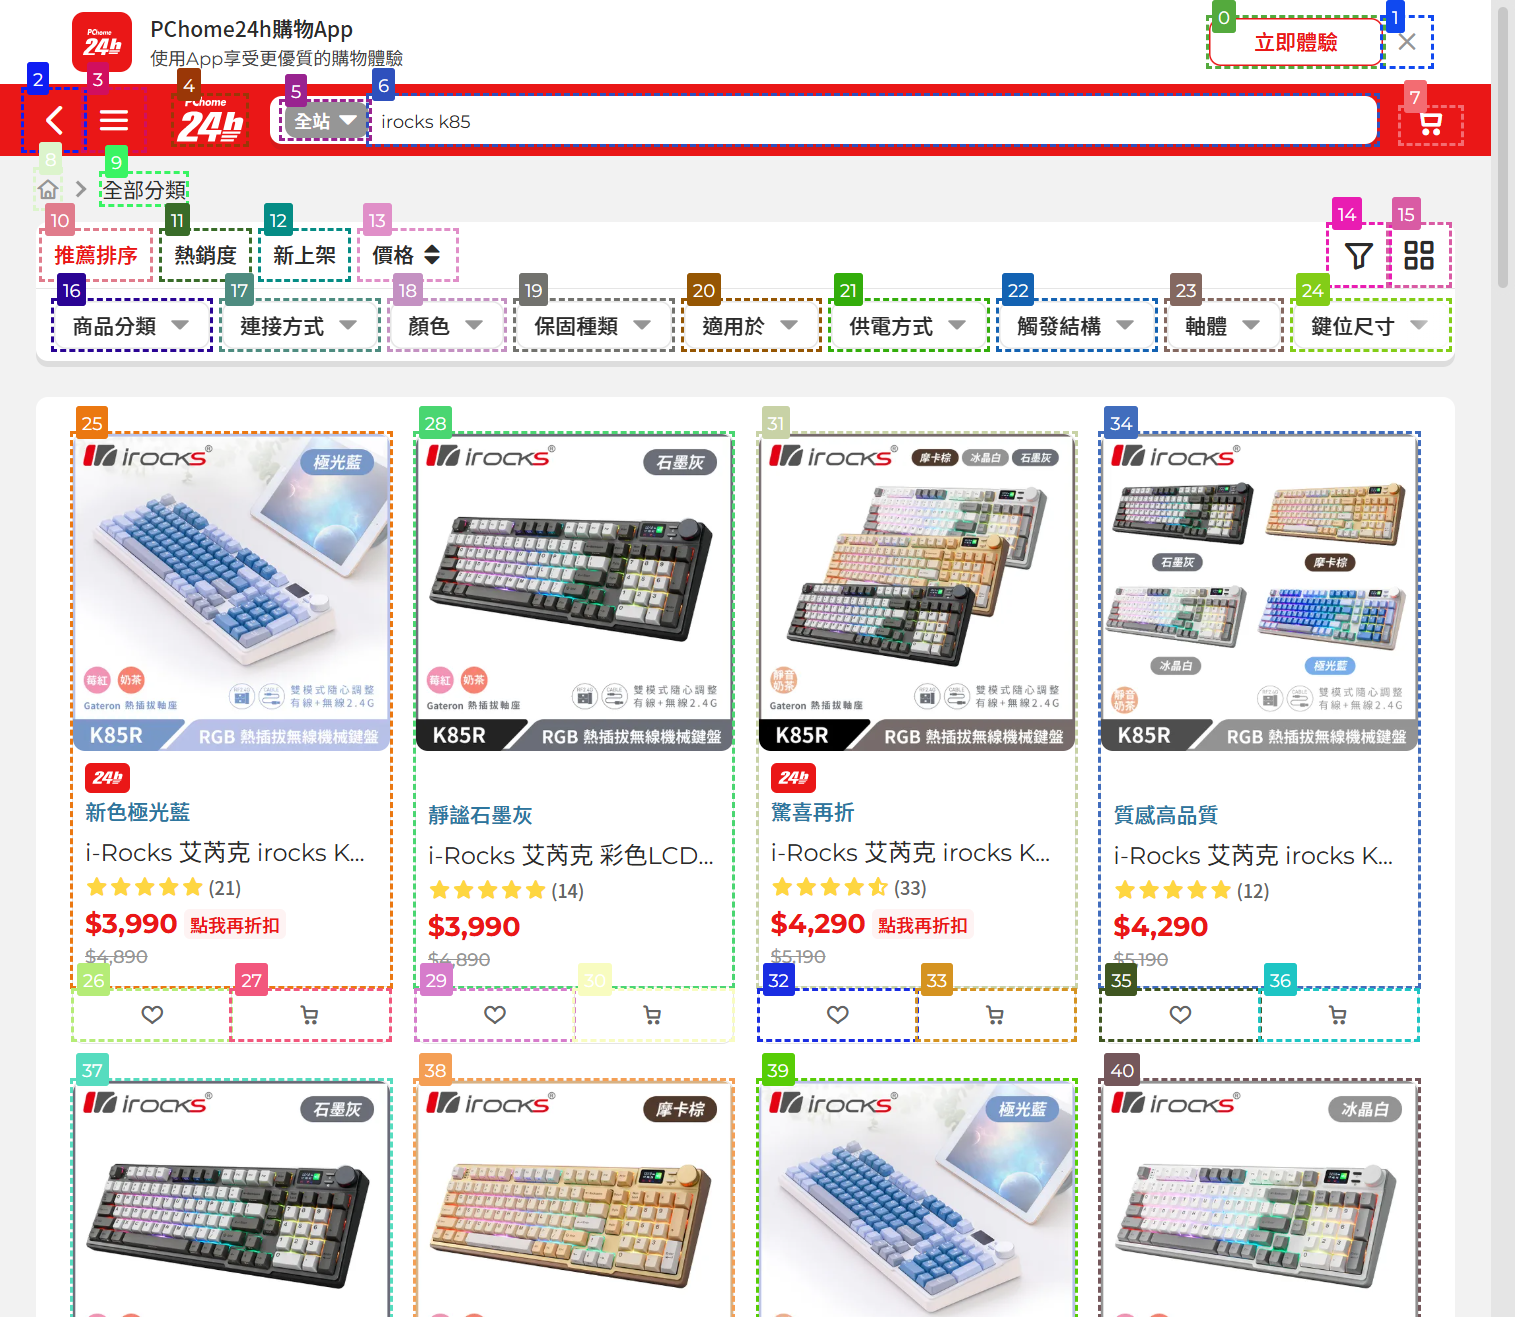 PChome24h購物App
使用App享受更優質的購物體驗
立即體驗
PChome
24h
全站
irocks k85
全部分類
推薦排序
熱銷度
新上架
價格
商品分類
連接方式
顏色
保固種類
適用於
供電方式
觸發結構
軸體
鍵位尺寸
irocks
極光藍
莓紅 奶茶
Gateron 熱插拔軸座
雙模式隨心調整
有線+無線2.4G
K85R
RGB 熱插拔無線機械鍵盤
24h
新色極光藍
i-Rocks 艾芮克 irocks K...
(21)
$3,990
點我再折扣
$4,890
irocks
石墨灰
莓紅 奶茶
Gateron 熱插拔軸座
雙模式隨心調整
有線+無線2.4G
K85R
RGB 熱插拔無線機械鍵盤
靜謐石墨灰
i-Rocks 艾芮克 彩色LCD...
(14)
$3,990
$4,890
irocks
摩卡棕 冰晶白 石墨灰
靜音奶茶
Gateron 熱插拔軸座
雙模式隨心調整
有線+無線2.4G
K85R
RGB 熱插拔無線機械鍵盤
24h
驚喜再折
i-Rocks 艾芮克 irocks K...
(33)
$4,290
點我再折扣
$5,190
irocks
石墨灰
摩卡棕
冰晶白
極光藍
靜音奶茶
雙模式隨心調整
有線+無線2.4G
K85R
RGB 熱插拔無線機械鍵盤
質感高品質
i-Rocks 艾芮克 irocks K...
(12)
$4,290
$5,190
irocks
石墨灰
irocks
摩卡棕
irocks
極光藍
irocks
冰晶白
0
1
2
3
4
5
6
7
8
9
10
11
12
13
14
15
16
17
18
19
20
21
22
23
24
25
26
27
28
29
30
31
32
33
34
35
36
37
38
39
40